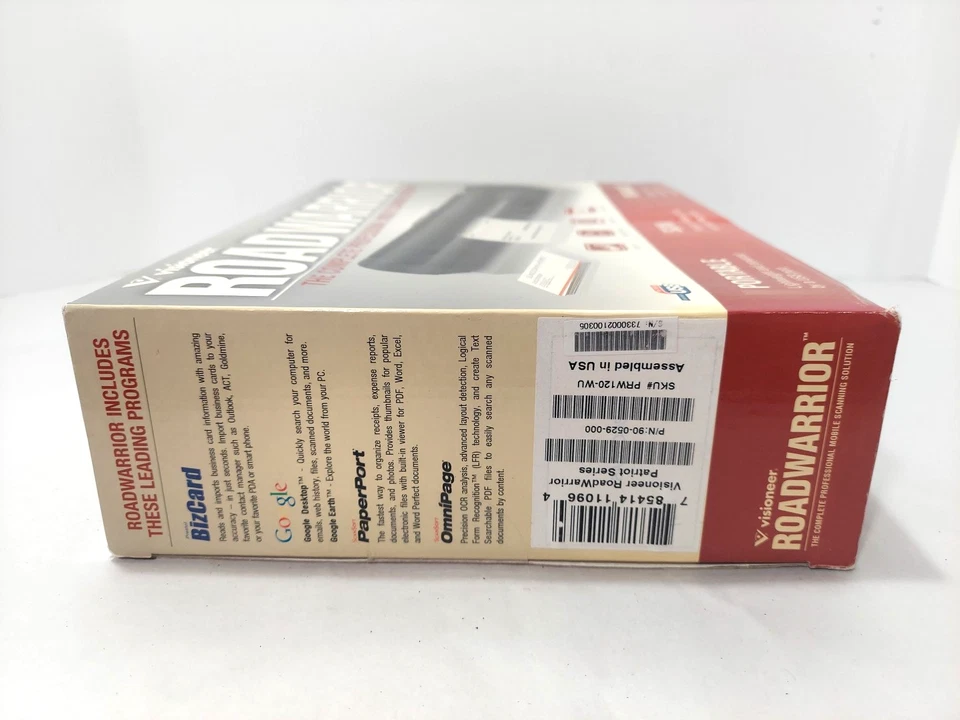 Visioneer
ROADWARRIOR
PORTABLE
ROADWARRIOR INCLUDES
THESE LEADING PROGRAMS
BizCard
Reads and imports business card information with amazing
accuracy – in just seconds. Import business cards to your
favorite contact manager such as Outlook, ACT, Goldmine,
or your favorite PDA or smart phone.
Google
Google Desktop™ - Quickly search your computer for
emails, web history, files, scanned documents, and more.
Google Earth™ - Explore the world from your PC.
PaperPort
The fastest way to organize receipts, expense reports,
documents, and photos. Provides thumbnails for popular
electronic files with built-in viewer for PDF, Word, Excel,
and Word Perfect documents.
OmniPage
Precision OCR analysis, advanced layout detection, Logical
Form Recognition™ (LFR) technology, and create Text
Searchable PDF files to easily search any scanned
documents by content.
7 85414 11096 4
Visioneer RoadWarrior
Patriot Series
P/N:90-0529-000
SKU# PRW120-WU
Assembled in USA
S/N: 7330002100305
visioneer®
ROADWARRIOR™
THE COMPLETE PROFESSIONAL MOBILE SCANNING SOLUTION